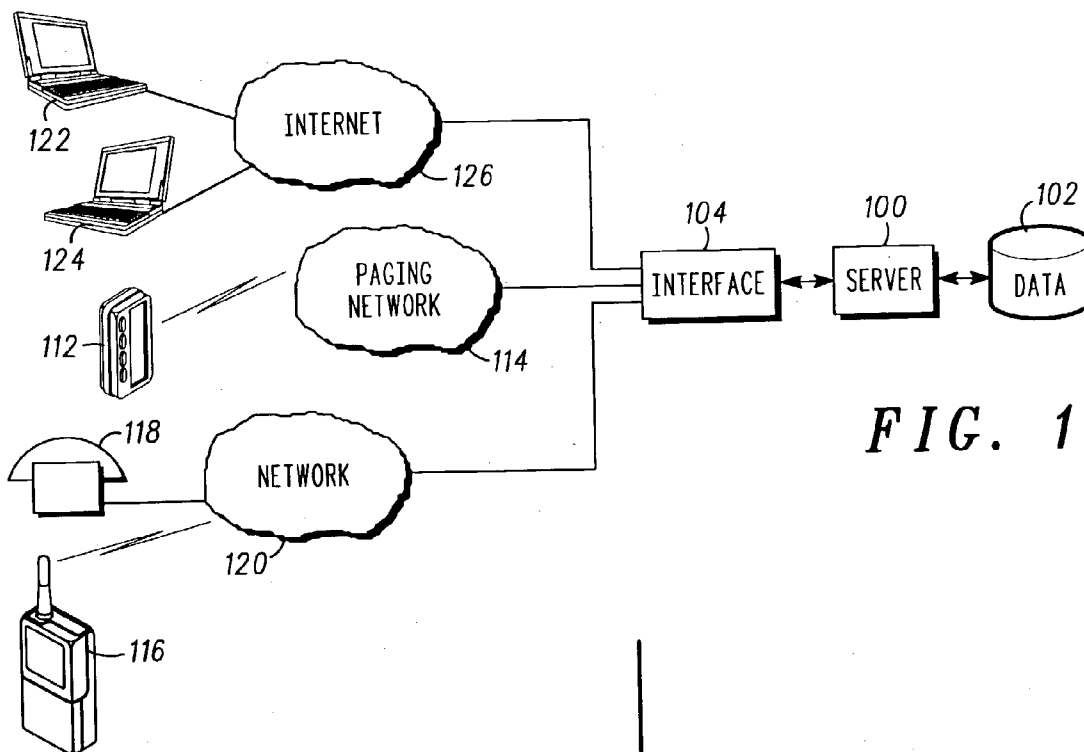 122
INTERNET
126
124
104
100
102
PAGING
NETWORK
INTERFACE
SERVER
DATA
112
114
FIG. 1
118
NETWORK
120
116